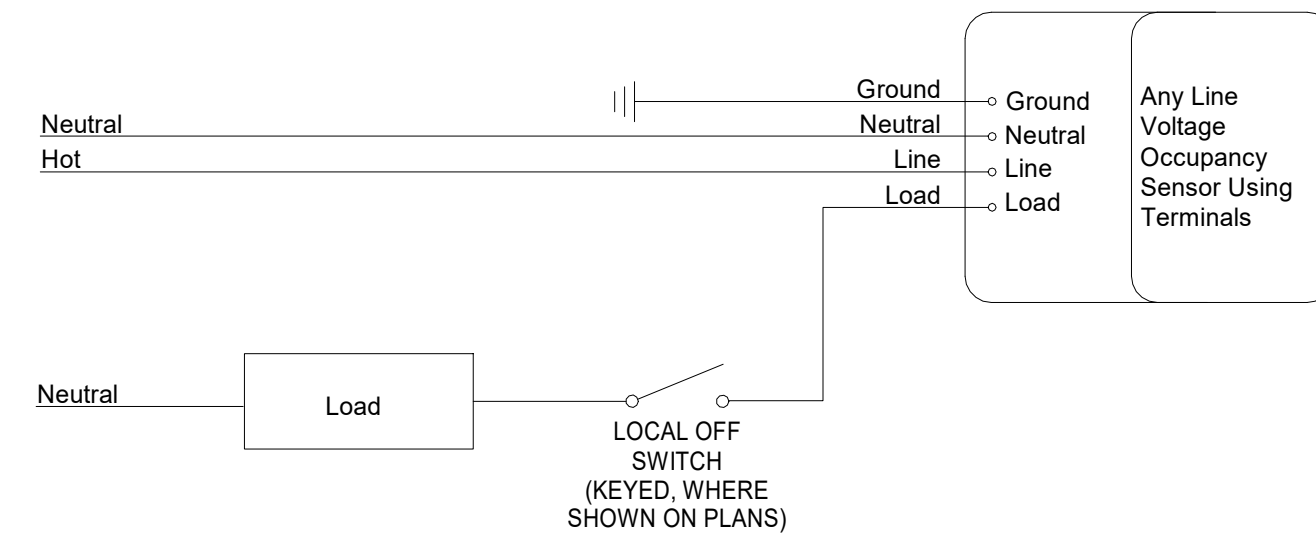 Ground
Neutral
Hot
Neutral
Line
Load
Ground
Neutral
Line
Load
Any Line
Voltage
Occupancy
Sensor Using
Terminals
Neutral
Load
LOCAL OFF
SWITCH
(KEYED, WHERE
SHOWN ON PLANS)